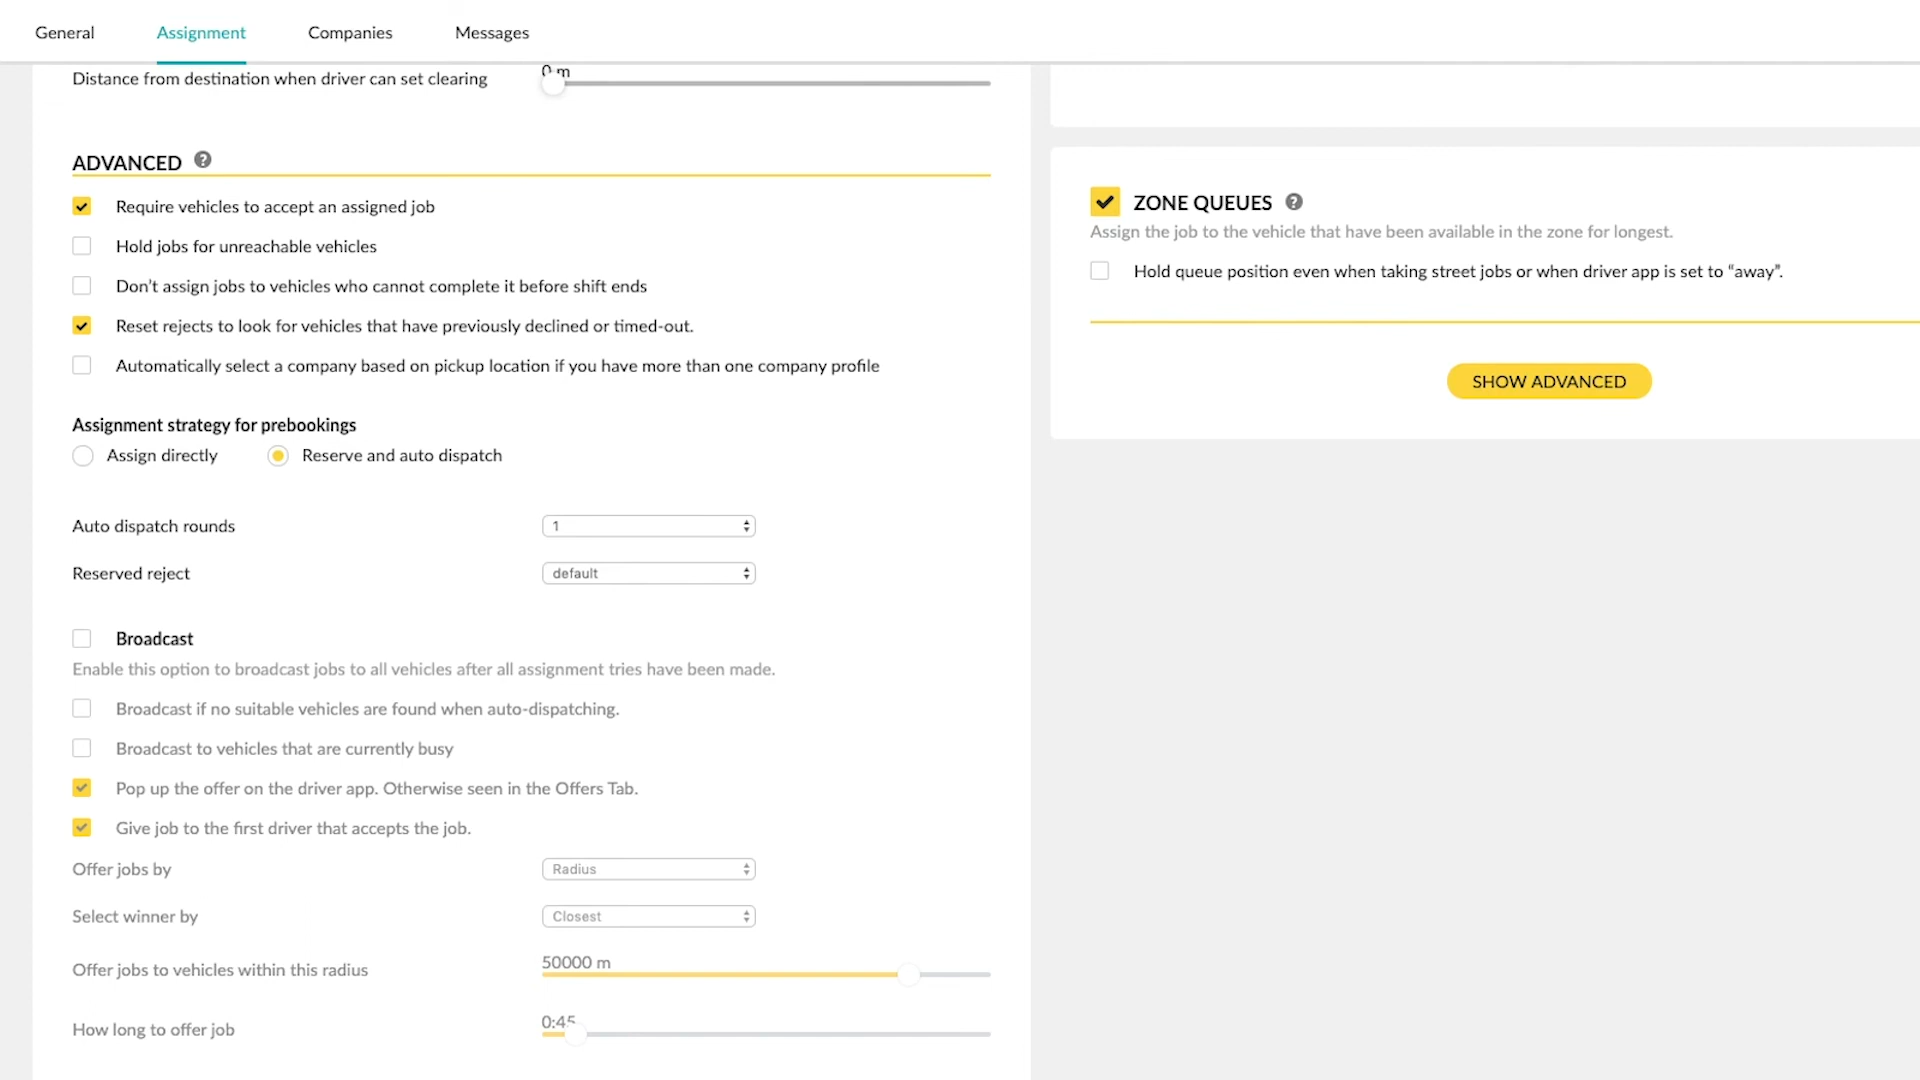 General Assignment Companies Messages
Distance from destination when driver can set clearing
0 m
ADVANCED ?
Require vehicles to accept an assigned job
Hold jobs for unreachable vehicles
Don't assign jobs to vehicles who cannot complete it before shift ends
Reset rejects to look for vehicles that have previously declined or timed-out.
Automatically select a company based on pickup location if you have more than one company profile
Assignment strategy for prebookings
Assign directly Reserve and auto dispatch
Auto dispatch rounds 1
Reserved reject default
Broadcast
Enable this option to broadcast jobs to all vehicles after all assignment tries have been made.
Broadcast if no suitable vehicles are found when auto-dispatching.
Broadcast to vehicles that are currently busy
Pop up the offer on the driver app. Otherwise seen in the Offers Tab.
Give job to the first driver that accepts the job.
Offer jobs by Radius
Select winner by Closest
Offer jobs to vehicles within this radius 50000 m
How long to offer job 0:45
ZONE QUEUES ?
Assign the job to the vehicle that have been available in the zone for longest.
Hold queue position even when taking street jobs or when driver app is set to “away”.
SHOW ADVANCED